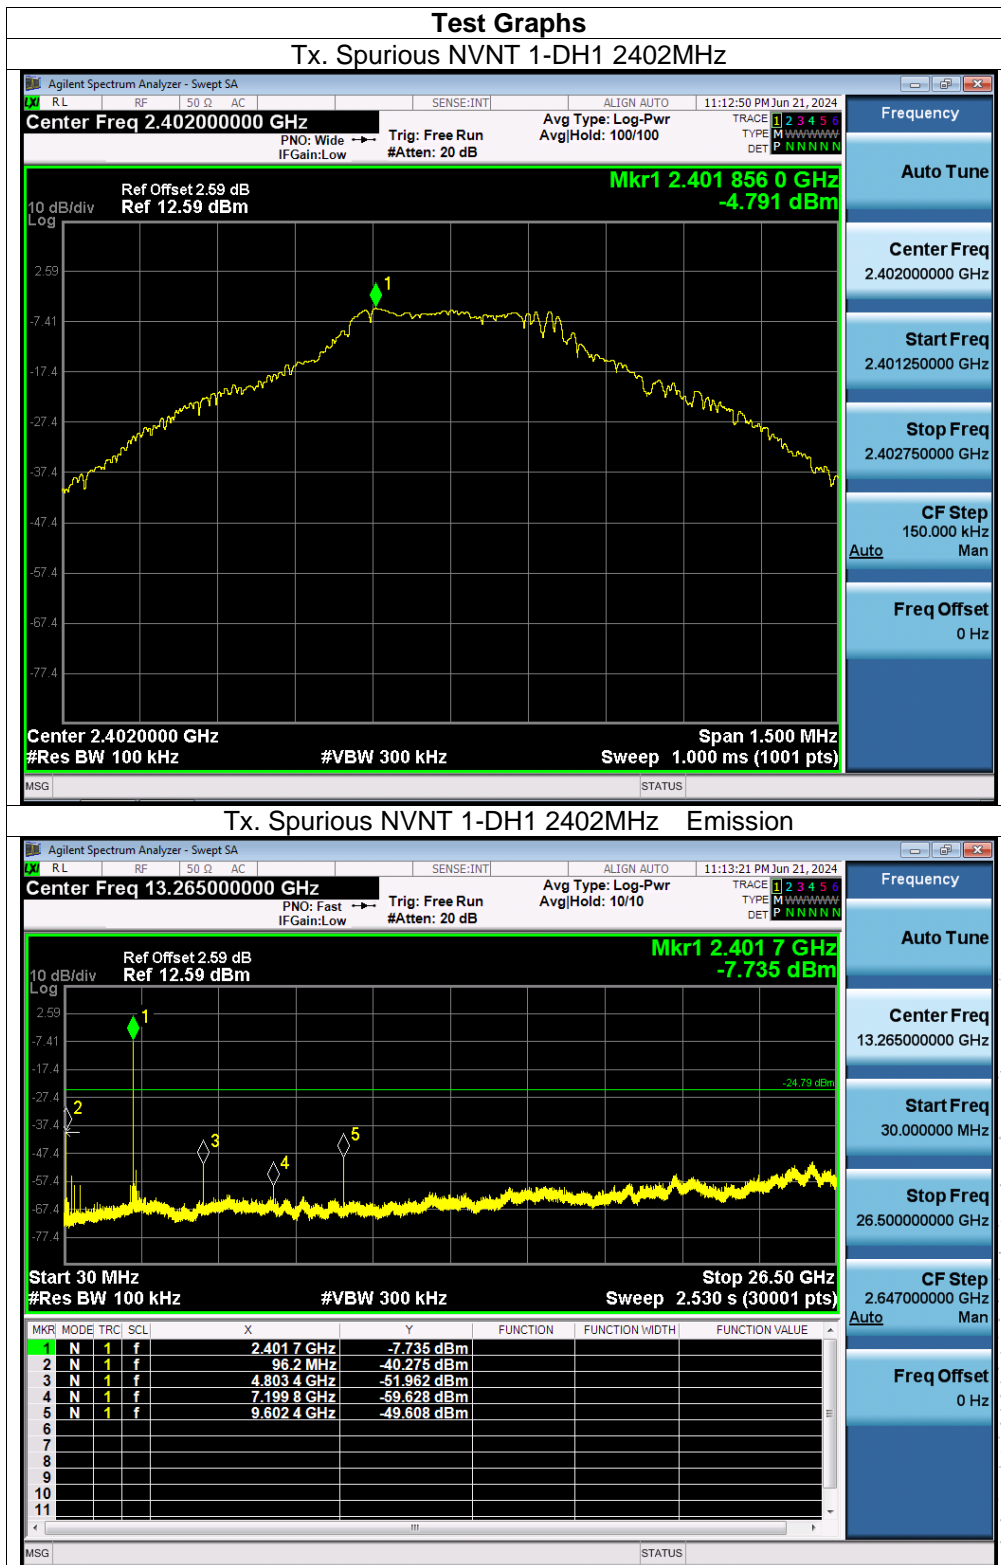 Test Graphs
Tx. Spurious NVNT 1-DH1 2402MHz
Agilent Spectrum Analyzer - Swept SA
LXI RL RF 50 Ω AC SENSE:INT ALIGN AUTO 11:12:50 PM Jun 21, 2024
Center Freq 2.402000000 GHz
PNO: Wide
IFGain:Low
Trig: Free Run
#Atten: 20 dB
Avg Type: Log-Pwr
Avg|Hold: 100/100
TRACE 1 2 3 4 5 6
TYPE M WWWWW
DET P N N N N N
Frequency
Auto Tune
Center Freq
2.402000000 GHz
Start Freq
2.401250000 GHz
Stop Freq
2.402750000 GHz
CF Step
150.000 kHz
Auto Man
Freq Offset
0 Hz
Mkr1 2.401 856 0 GHz
-4.791 dBm
Ref Offset 2.59 dB
10 dB/div Ref 12.59 dBm
Log
1
2.59
-7.41
-17.4
-27.4
-37.4
-47.4
-57.4
-67.4
-77.4
Center 2.4020000 GHz Span 1.500 MHz
#Res BW 100 kHz #VBW 300 kHz Sweep 1.000 ms (1001 pts)
MSG STATUS
Tx. Spurious NVNT 1-DH1 2402MHz Emission
Agilent Spectrum Analyzer - Swept SA
LXI RL RF 50 Ω AC SENSE:INT ALIGN AUTO 11:13:21 PM Jun 21, 2024
Center Freq 13.265000000 GHz
PNO: Fast
IFGain:Low
Trig: Free Run
#Atten: 20 dB
Avg Type: Log-Pwr
Avg|Hold: 10/10
TRACE 1 2 3 4 5 6
TYPE M WWWWW
DET P N N N N N
Frequency
Auto Tune
Center Freq
13.265000000 GHz
Start Freq
30.000000 MHz
Stop Freq
26.500000000 GHz
CF Step
2.647000000 GHz
Auto Man
Freq Offset
0 Hz
Mkr1 2.401 7 GHz
-7.735 dBm
Ref Offset 2.59 dB
10 dB/div Ref 12.59 dBm
Log
2.59
-7.41
-17.4
-27.4
-37.4
-47.4
-57.4
-67.4
-77.4
1
-24.79 dBm
2
3
4
5
Start 30 MHz Stop 26.50 GHz
#Res BW 100 kHz #VBW 300 kHz Sweep 2.530 s (30001 pts)
MKR MODE TRC SCL X Y FUNCTION FUNCTION WIDTH FUNCTION VALUE
1 N 1 f 2.401 7 GHz -7.735 dBm
2 N 1 f 96.2 MHz -40.275 dBm
3 N 1 f 4.803 4 GHz -51.962 dBm
4 N 1 f 7.199 8 GHz -59.628 dBm
5 N 1 f 9.602 4 GHz -49.608 dBm
6
7
8
9
10
11
MSG STATUS